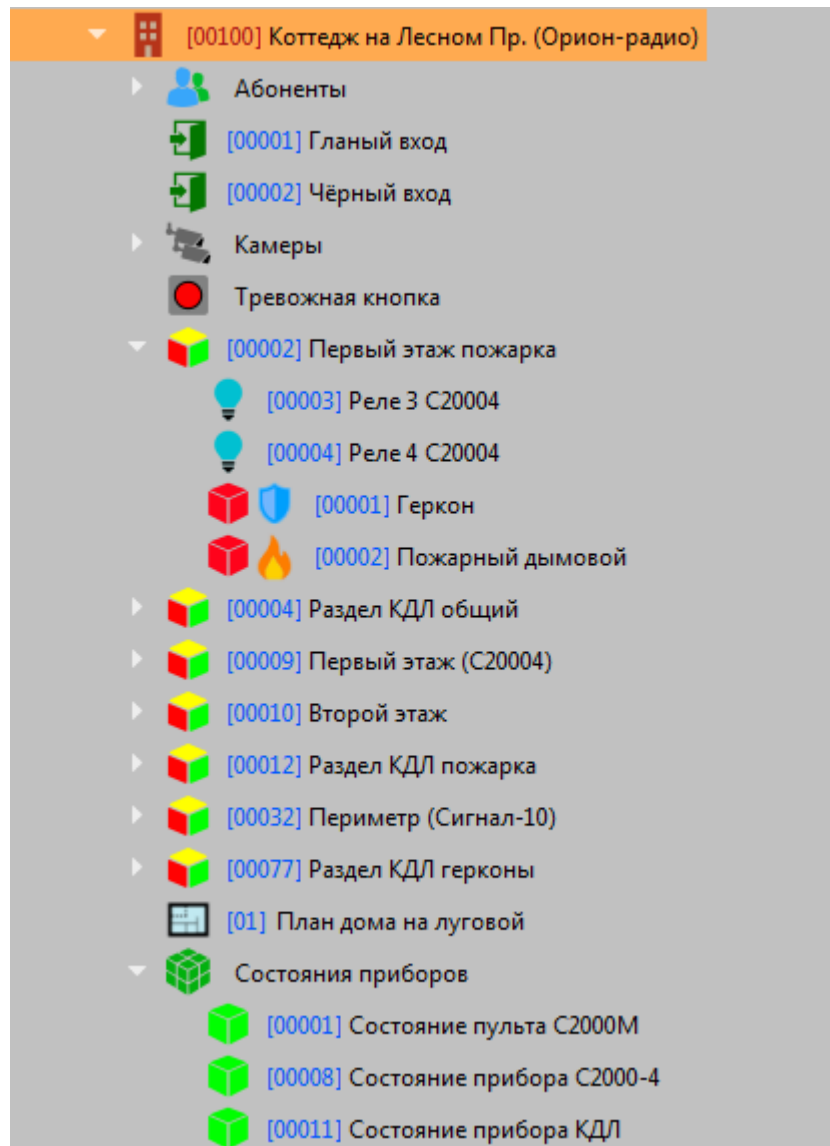 [00100] Коттедж на Лесном Пр. (Орион-радио)
Абоненты
[00001] Гланый вход
[00002] Чёрный вход
Камеры
Тревожная кнопка
[00002] Первый этаж пожарка
[00003] Реле 3 С20004
[00004] Реле 4 С20004
[00001] Геркон
[00002] Пожарный дымовой
[00004] Раздел КДЛ общий
[00009] Первый этаж (С20004)
[00010] Второй этаж
[00012] Раздел КДЛ пожарка
[00032] Периметр (Сигнал-10)
[00077] Раздел КДЛ герконы
[01] План дома на луговой
Состояния приборов
[00001] Состояние пульта С2000М
[00008] Состояние прибора С2000-4
[00011] Состояние прибора КДЛ